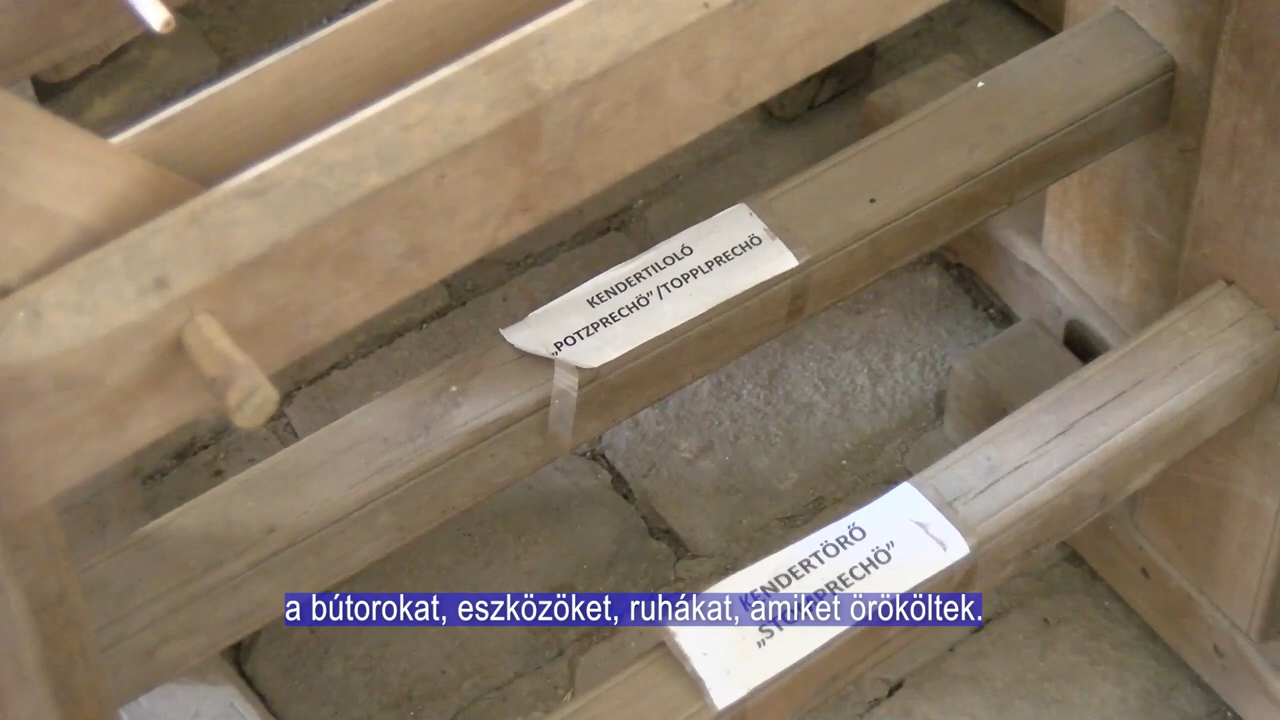 KENDERTILOLÓ
„POTZPRECHÖ”/TOPPLPRECHÖ
KENDERTÖRŐ
a bútorokat, eszközöket, ruhákat, amiket örököltek.